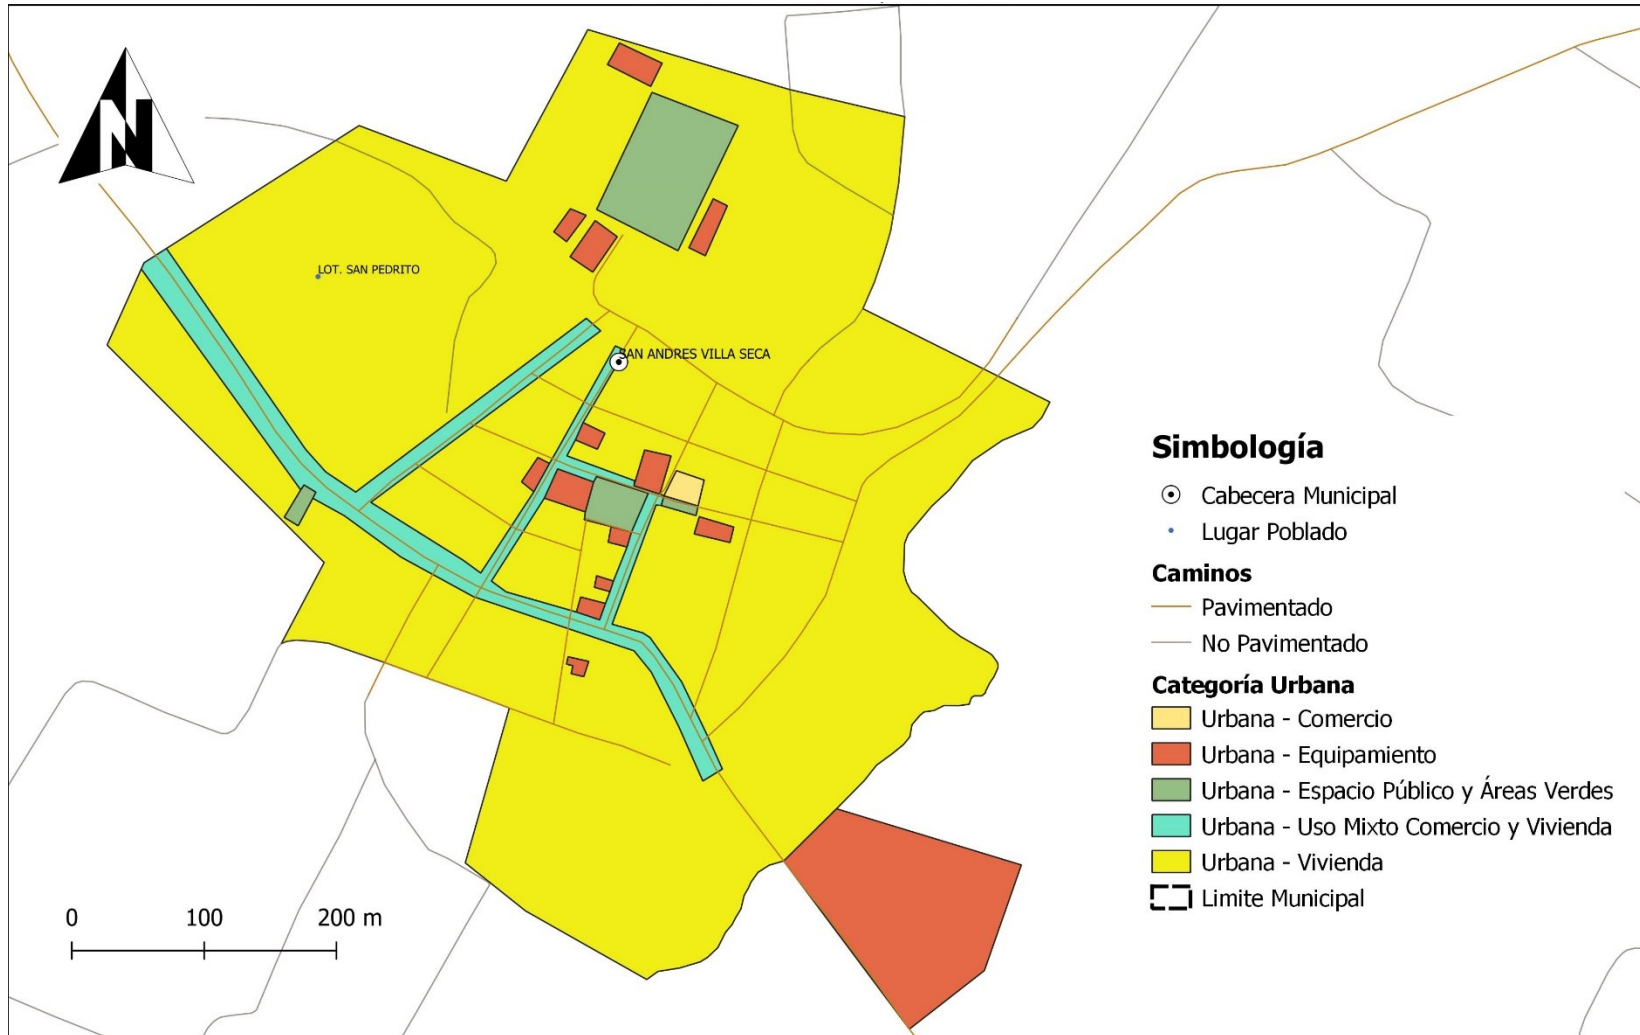 N
LOT. SAN PEDRITO
SAN ANDRES VILLA SECA
Simbología
Cabecera Municipal
Lugar Poblado
Caminos
Pavimentado
No Pavimentado
Categoría Urbana
Urbana - Comercio
Urbana - Equipamiento
Urbana - Espacio Público y Áreas Verdes
Urbana - Uso Mixto Comercio y Vivienda
Urbana - Vivienda
Limite Municipal
0 100 200 m